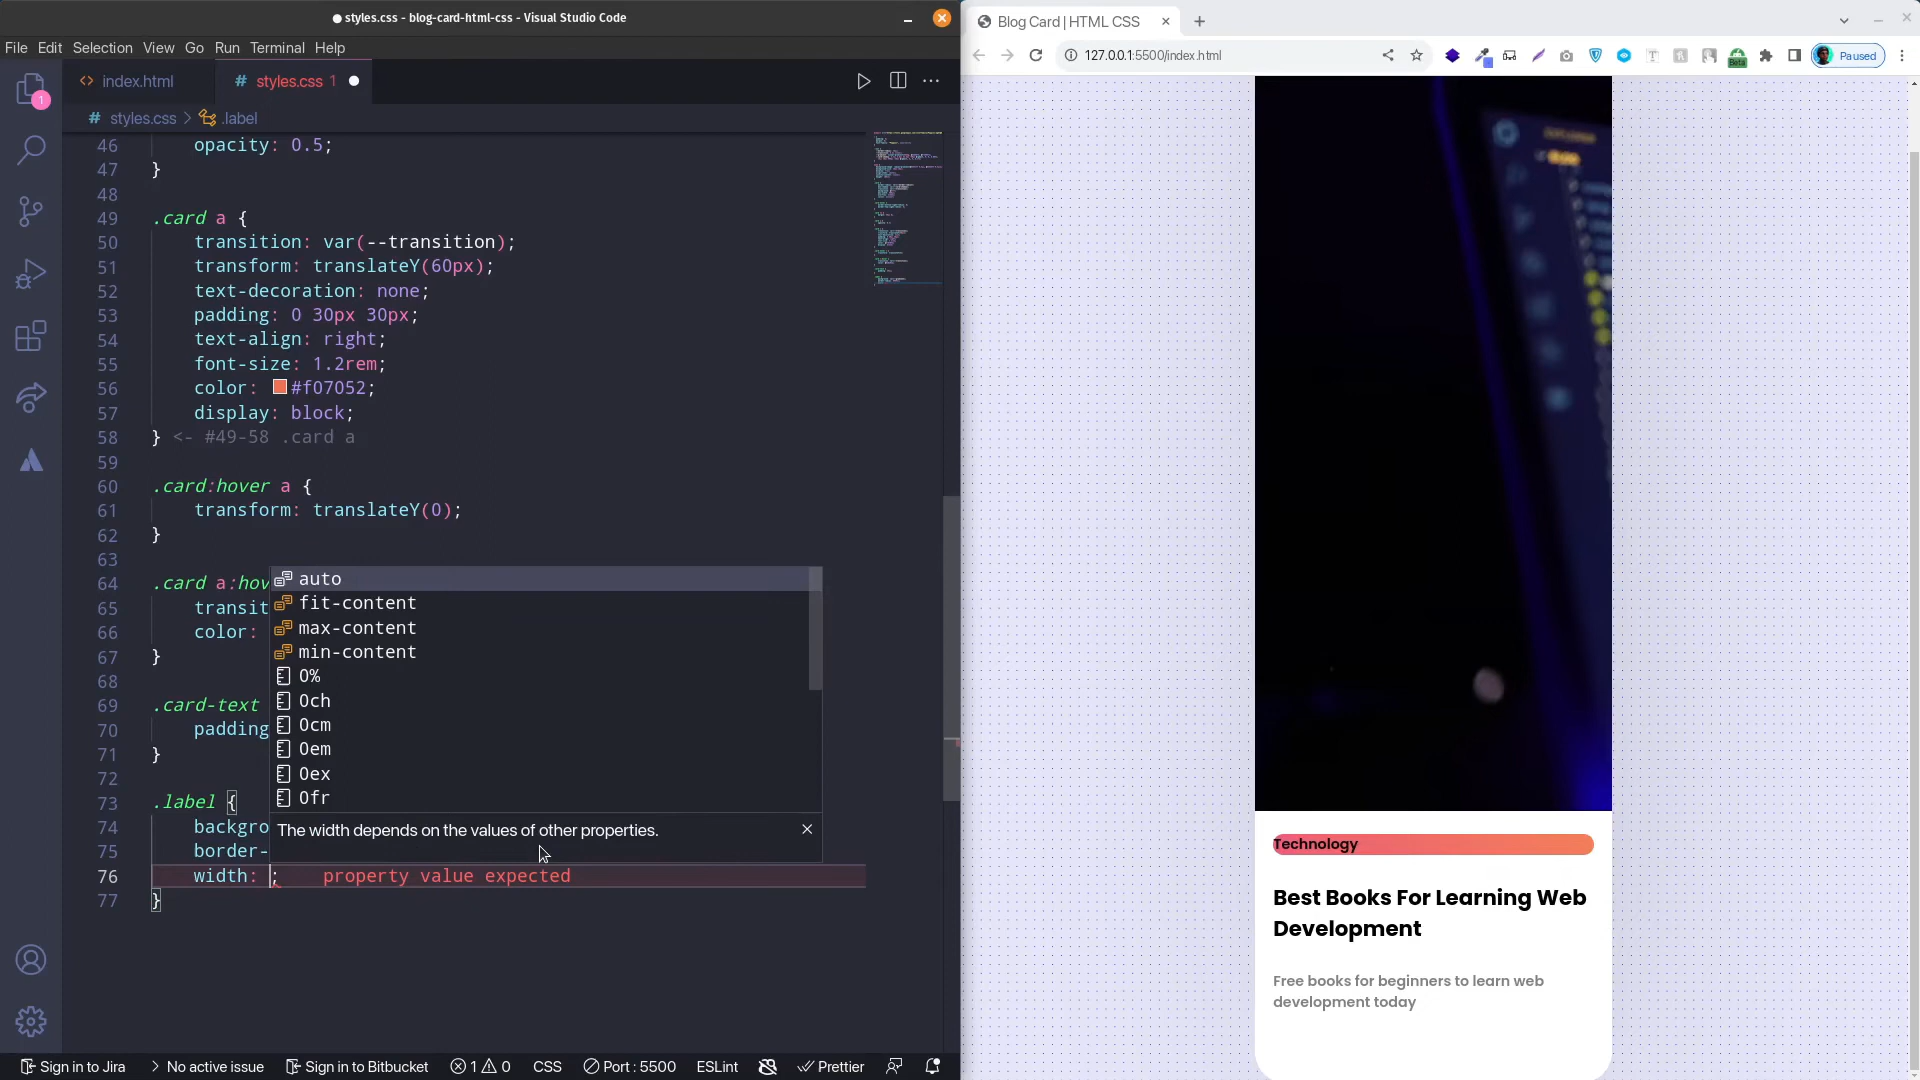 styles.css - blog-card-html-css - Visual Studio Code
File Edit Selection View Go Run Terminal Help
index.html
# styles.css 1
# styles.css > .label
46 opacity: 0.5;
47 }
48
49 .card a {
50 transition: var(--transition);
51 transform: translateY(60px);
52 text-decoration: none;
53 padding: 0 30px 30px;
54 text-align: right;
55 font-size: 1.2rem;
56 color: #f07052;
57 display: block;
58 } <- #49-58 .card a
59
60 .card:hover a {
61 transform: translateY(0);
62 }
63
64 .card a:hov
65 transit
66 color:
67 }
68
69 .card-text
70 padding
71 }
72
73 .label {
74 backgro
75 border-
76 width: ; property value expected
77 }
auto
fit-content
max-content
min-content
0%
0ch
0cm
0em
0ex
0fr
The width depends on the values of other properties.
1
Sign in to Jira
No active issue
Sign in to Bitbucket
1 0
CSS
Port : 5500
ESLint
Prettier
Blog Card | HTML CSS
127.0.0.1:5500/index.html
Beta
Paused
Technology
Best Books For Learning Web
Development
Free books for beginners to learn web
development today